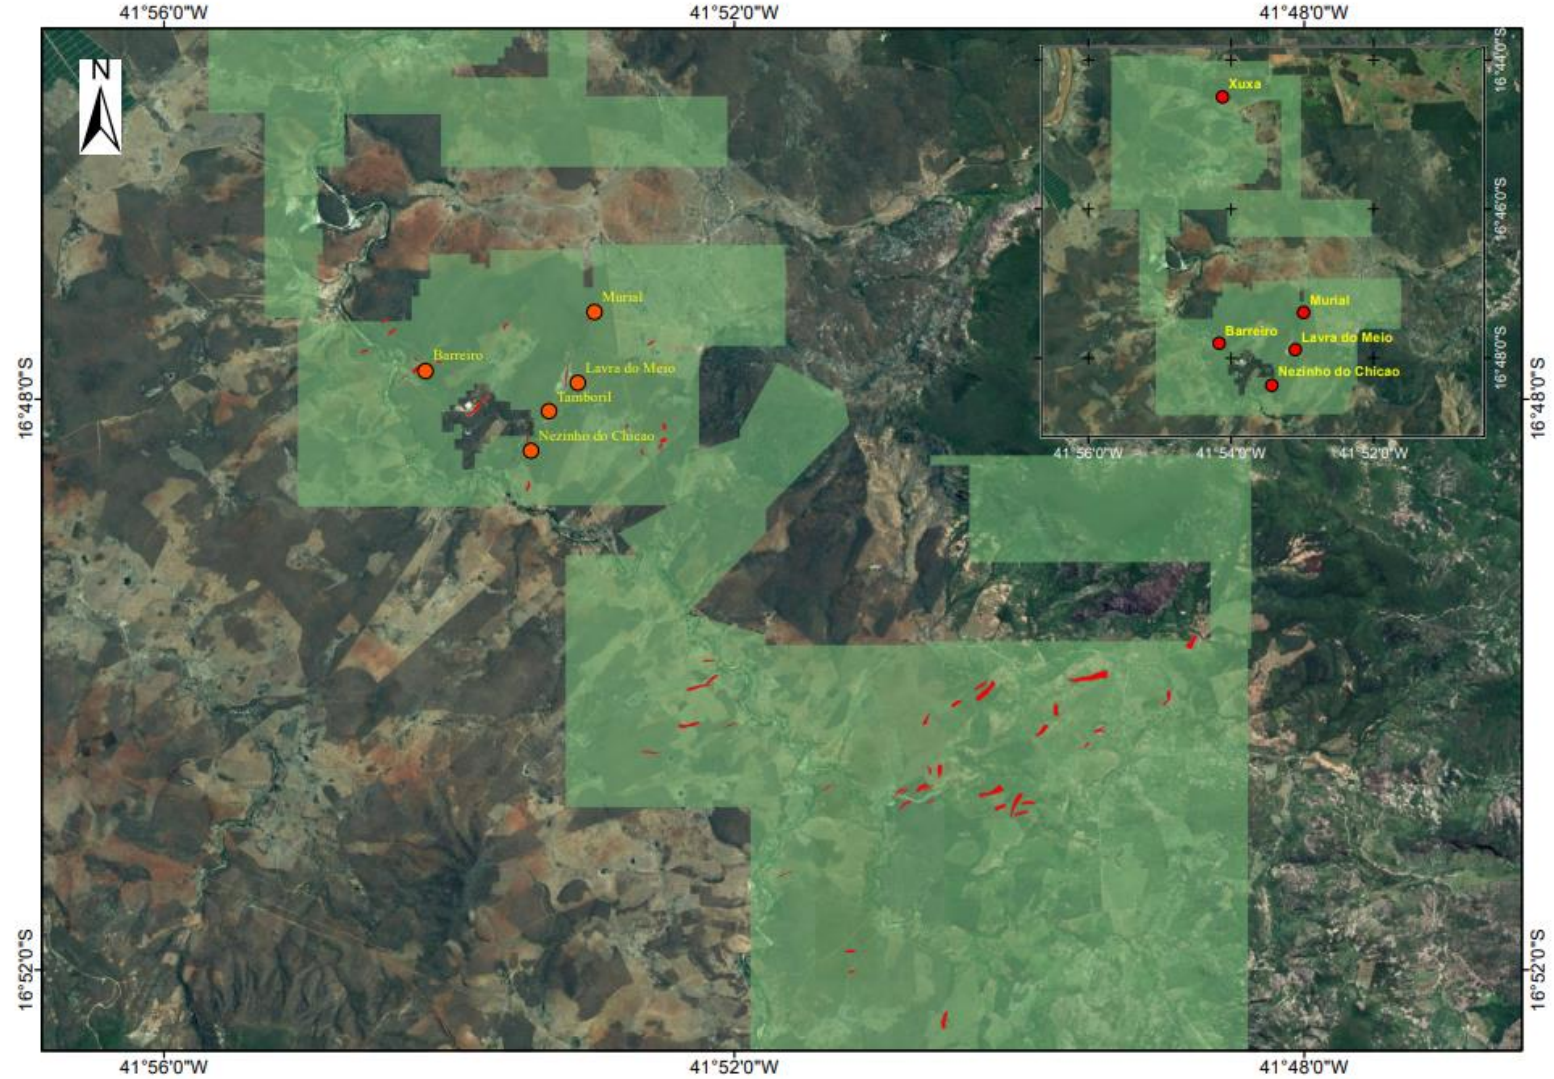 41°56'0"W
41°52'0"W
41°48'0"W
N
16°44'0"S
Xuxa
16°46'0"S
Murial
Murial
Barreiro
Barreiro
Lavra do Meio
Lavra do Meio
16°48'0"S
Nezinho do Chicao
Tamboril
16°48'0"S
16°48'0"S
Nezinho do Chicao
41°56'0"W
41°54'0"W
41°52'0"W
16°52'0"S
16°52'0"S
41°56'0"W
41°52'0"W
41°48'0"W